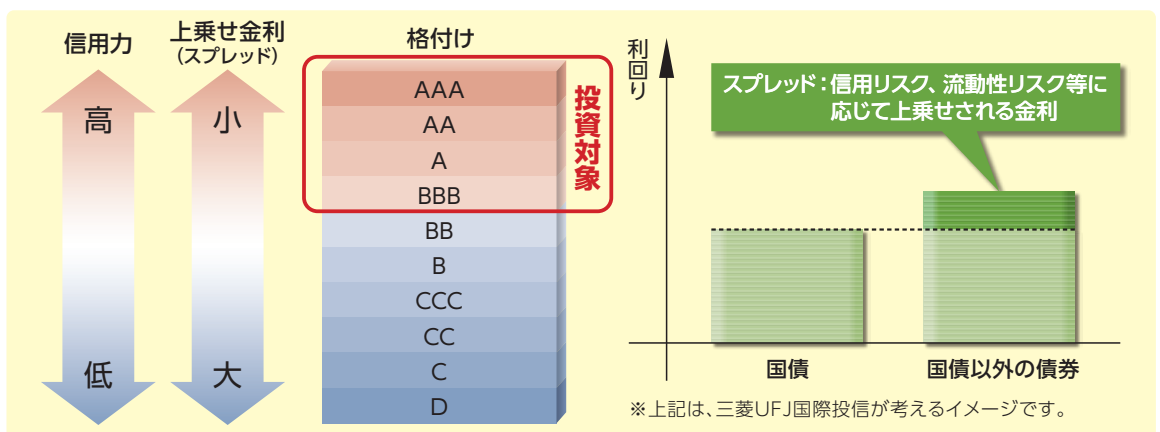 信用力
高
低
上乗せ金利
(スプレッド)
小
大
格付け
AAA
AA
A
BBB
BB
B
CCC
CC
C
D
投資対象
利回り
スプレッド:信用リスク、流動性リスク等に
応じて上乗せされる金利
国債
国債以外の債券
※上記は、三菱UFJ国際投信が考えるイメージです。